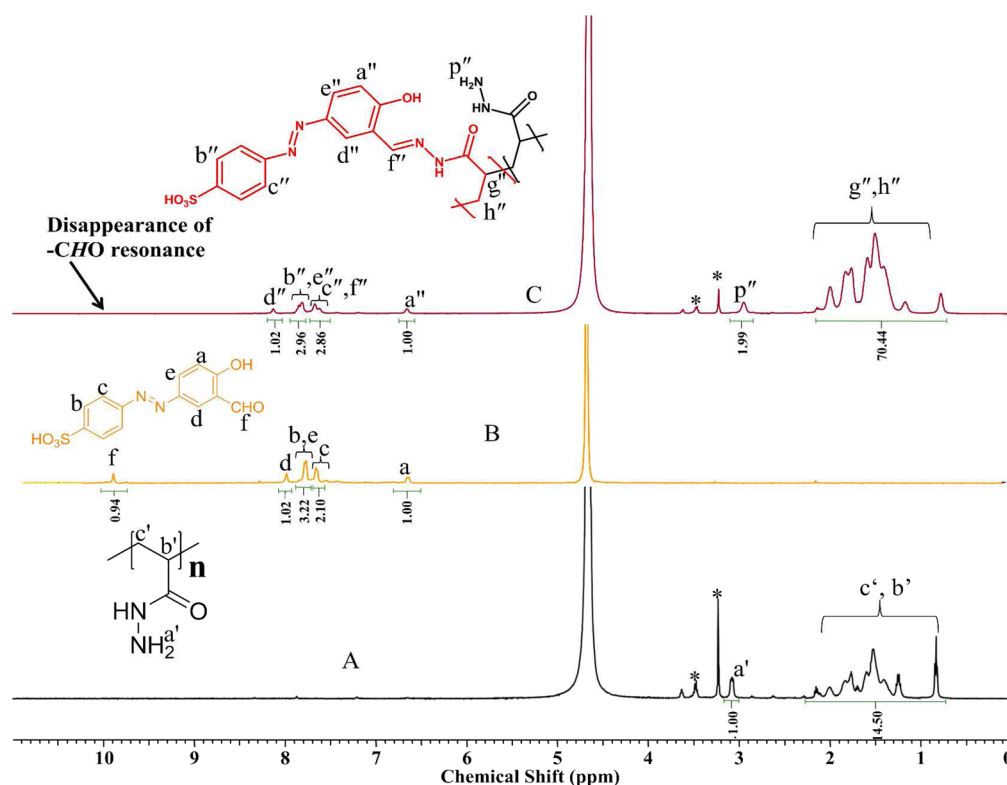 p″
H₂N
HN
O
a″
e″
OH
N
N
O
b″
d″
f″
N
N
H
c″
g″
HO₃S
h″
Disappearance of
-CHO resonance
g″,h″
b″,e″
c″,f″
d″
a″
C
*
*
p″
1.02
2.96
2.86
1.00
1.99
70.44
a
OH
e
c
b
N
N
d
CHO
f
HO₃S
B
f
d
b,e
c
a
0.94
1.02
3.22
2.10
1.00
c'
b'
n
HN
O
NH₂
a'
A
*
*
a'
c‘, b’
1.00
14.50
10 9 8 7 6 5 4 3 2 1 0
Chemical Shift (ppm)